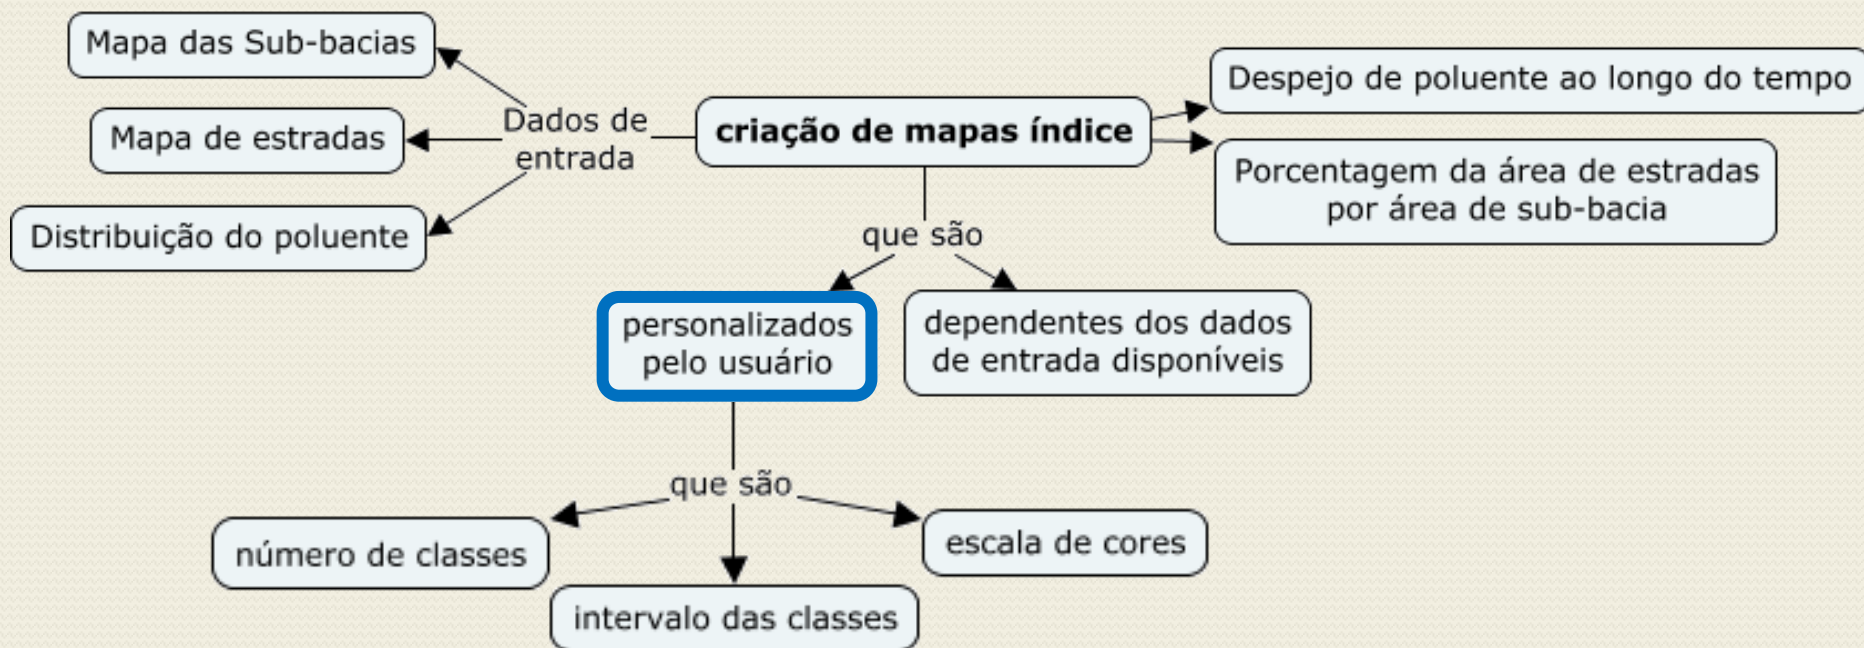 Mapa das Sub-bacias
Mapa de estradas
Distribuição do poluente
Dados de
entrada
criação de mapas índice
Despejo de poluente ao longo do tempo
Porcentagem da área de estradas
por área de sub-bacia
que são
personalizados
pelo usuário
dependentes dos dados
de entrada disponíveis
que são
número de classes
intervalo das classes
escala de cores